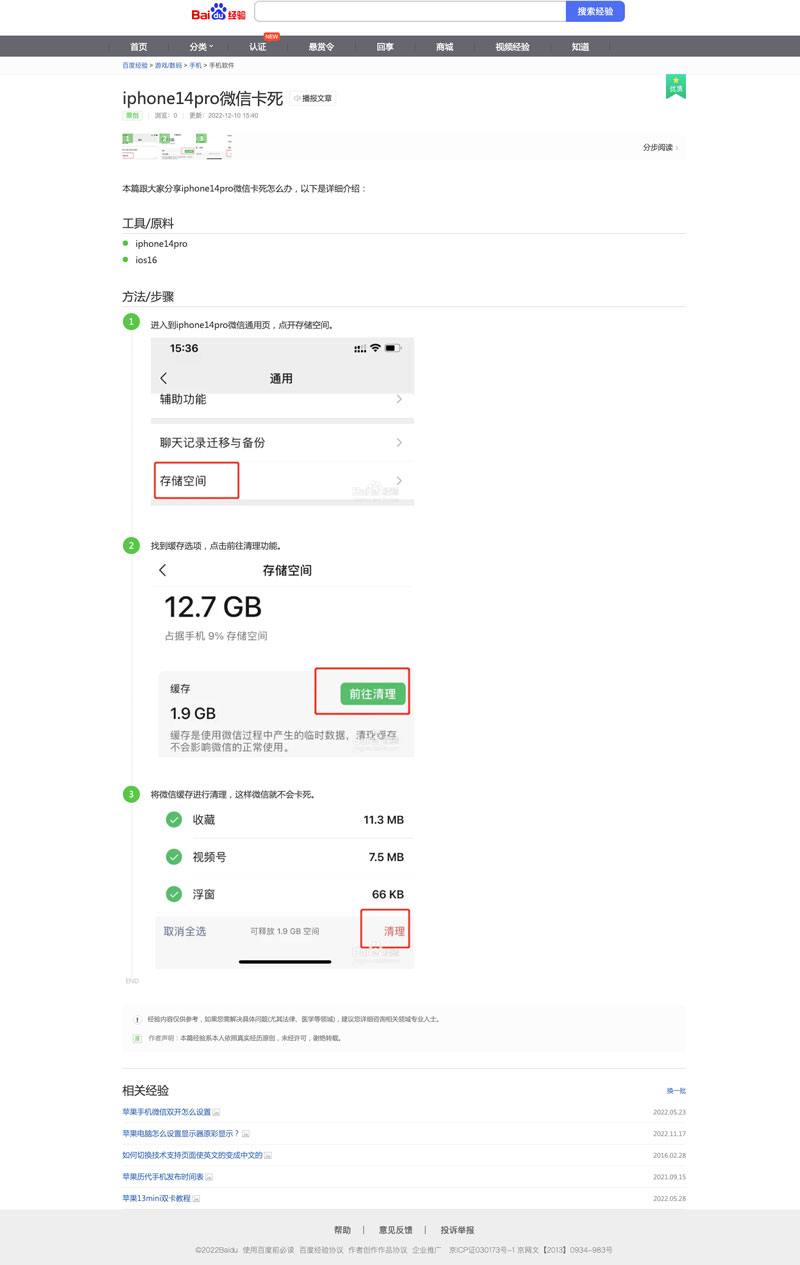 Baidu经验
搜索经验
首页 分类 认证 NEW 悬赏令 回享 商城 视频经验 知道
百度经验 > 游戏/数码 > 手机 > 手机软件
优质
iphone14pro微信卡死 播报文章
原创 | 浏览：0 | 更新：2022-12-10 15:40
1 2 3
分步阅读
本篇跟大家分享iphone14pro微信卡死怎么办，以下是详细介绍：
工具/原料
iphone14pro
ios16
方法/步骤
1 进入到iphone14pro微信通用页，点开存储空间。
15:36
通用
辅助功能
聊天记录迁移与备份
存储空间
2 找到缓存选项，点击前往清理功能。
存储空间
12.7 GB
占据手机 9% 存储空间
缓存
前往清理
1.9 GB
缓存是使用微信过程中产生的临时数据，清理缓存
不会影响微信的正常使用。
3 将微信缓存进行清理，这样微信就不会卡死。
收藏 11.3 MB
视频号 7.5 MB
浮窗 66 KB
取消全选 可释放 1.9 GB 空间 清理
END
经验内容仅供参考，如果您需解决具体问题(尤其法律、医学等领域)，建议您详细咨询相关领域专业人士。
作者声明：本篇经验系本人依照真实经历原创，未经许可，谢绝转载。
相关经验 换一批
苹果手机微信双开怎么设置 2022.05.23
苹果电脑怎么设置显示器原彩显示？ 2022.11.17
如何切换技术支持页面使英文的变成中文的 2016.02.28
苹果历代手机发布时间表 2021.09.15
苹果13mini双卡教程 2022.05.28
帮助 | 意见反馈 | 投诉举报
©2022Baidu 使用百度前必读 百度经验协议 作者创作作品协议 企业推广 京ICP证030173号-1 京网文【2013】0934-983号